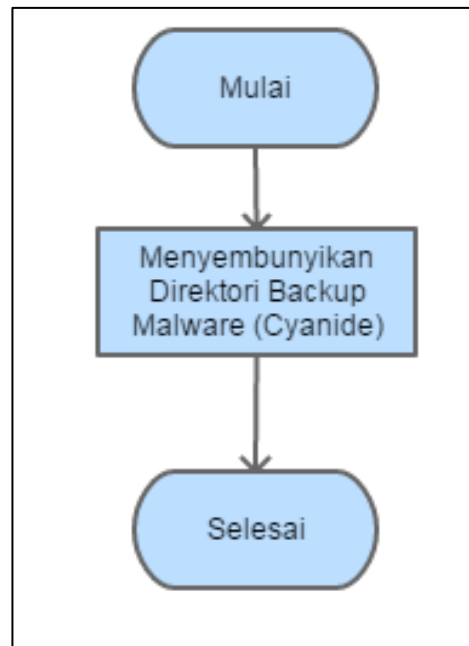 Mulai
Menyembunyikan
Direktori Backup
Malware (Cyanide)
Selesai